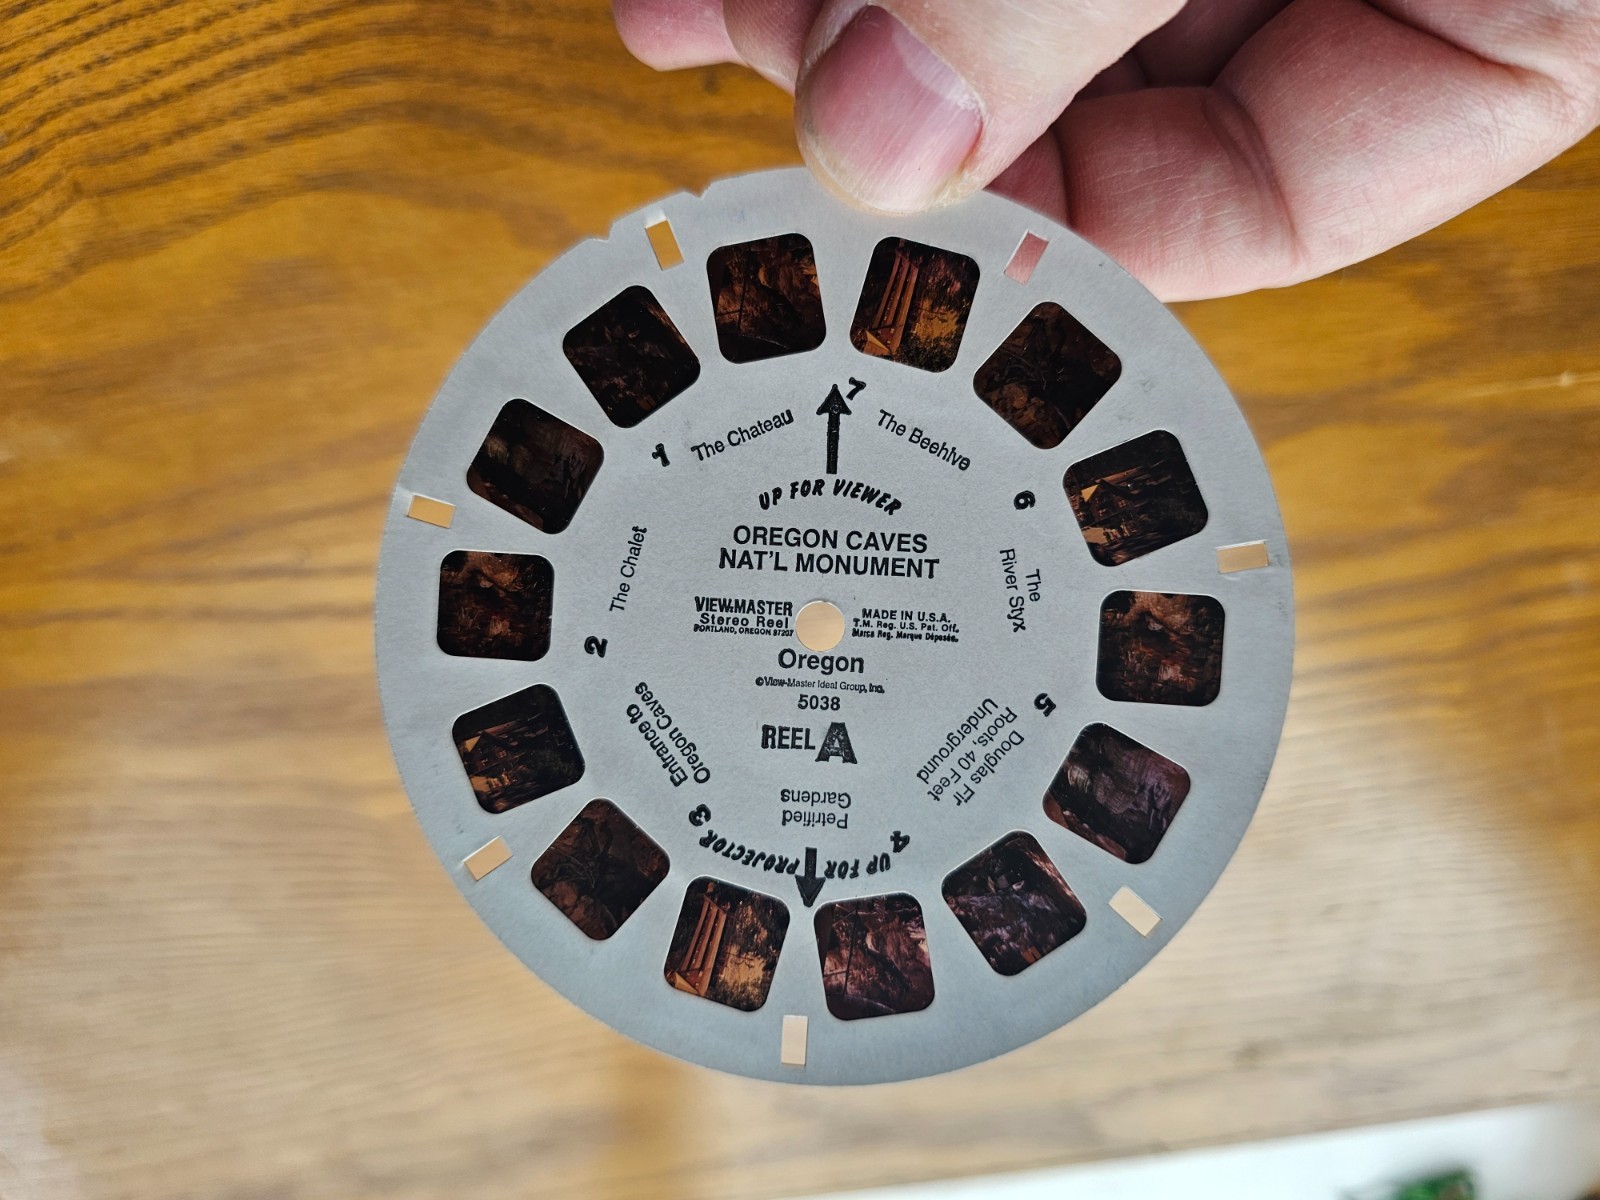 7
UP FOR VIEWER
OREGON CAVES
NAT'L MONUMENT
VIEW-MASTER
Stereo Reel
PORTLAND, OREGON 97207
MADE IN U.S.A.
T.M. Reg. U.S. Pat. Off.
Marca Reg. Marque Déposée.
Oregon
©View-Master Ideal Group, Inc.
5038
REEL A
1
The Chateau
2
The Chalet
3
Entrance to
Oregon Caves
4
Petrified
Gardens
5
Douglas Fir
Roots, 40 Feet
Underground
6
The
River Styx
The Beehive
UP FOR PROJECTOR